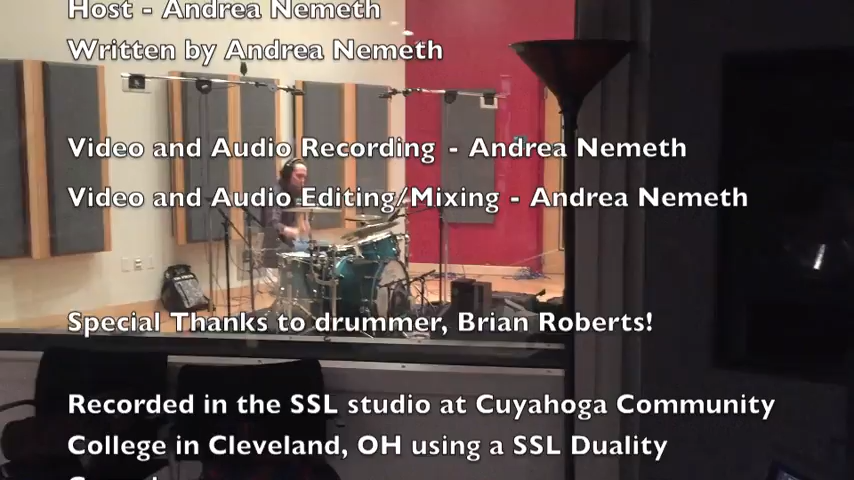 Host - Andrea Nemeth
Written by Andrea Nemeth
Video and Audio Recording - Andrea Nemeth
Video and Audio Editing/Mixing - Andrea Nemeth
Special Thanks to drummer, Brian Roberts!
Recorded in the SSL studio at Cuyahoga Community
College in Cleveland, OH using a SSL Duality